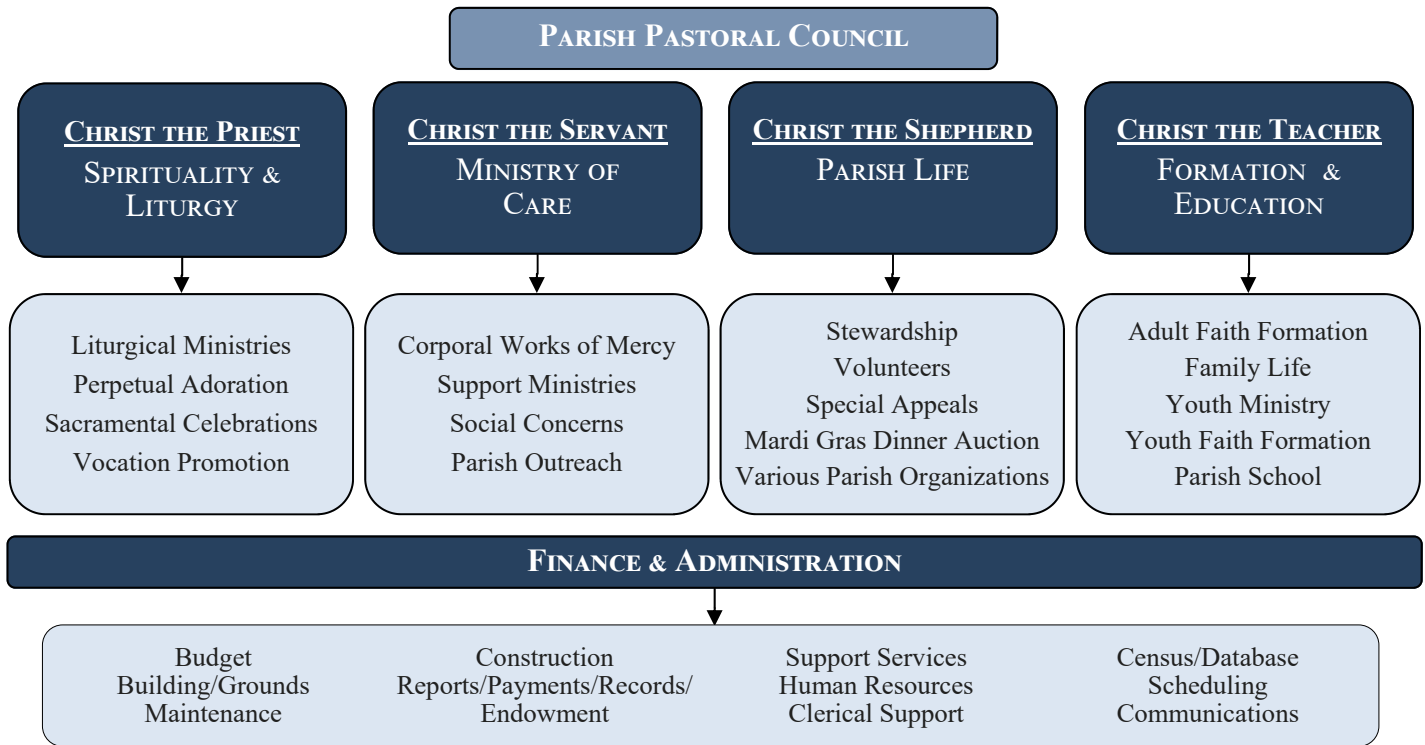 PARISH PASTORAL COUNCIL
CHRIST THE PRIEST
SPIRITUALITY &
LITURGY
CHRIST THE SERVANT
MINISTRY OF
CARE
CHRIST THE SHEPHERD
PARISH LIFE
CHRIST THE TEACHER
FORMATION &
EDUCATION
Liturgical Ministries
Perpetual Adoration
Sacramental Celebrations
Vocation Promotion
Corporal Works of Mercy
Support Ministries
Social Concerns
Parish Outreach
Stewardship
Volunteers
Special Appeals
Mardi Gras Dinner Auction
Various Parish Organizations
Adult Faith Formation
Family Life
Youth Ministry
Youth Faith Formation
Parish School
FINANCE & ADMINISTRATION
Budget
Building/Grounds
Maintenance
Construction
Reports/Payments/Records/
Endowment
Support Services
Human Resources
Clerical Support
Census/Database
Scheduling
Communications